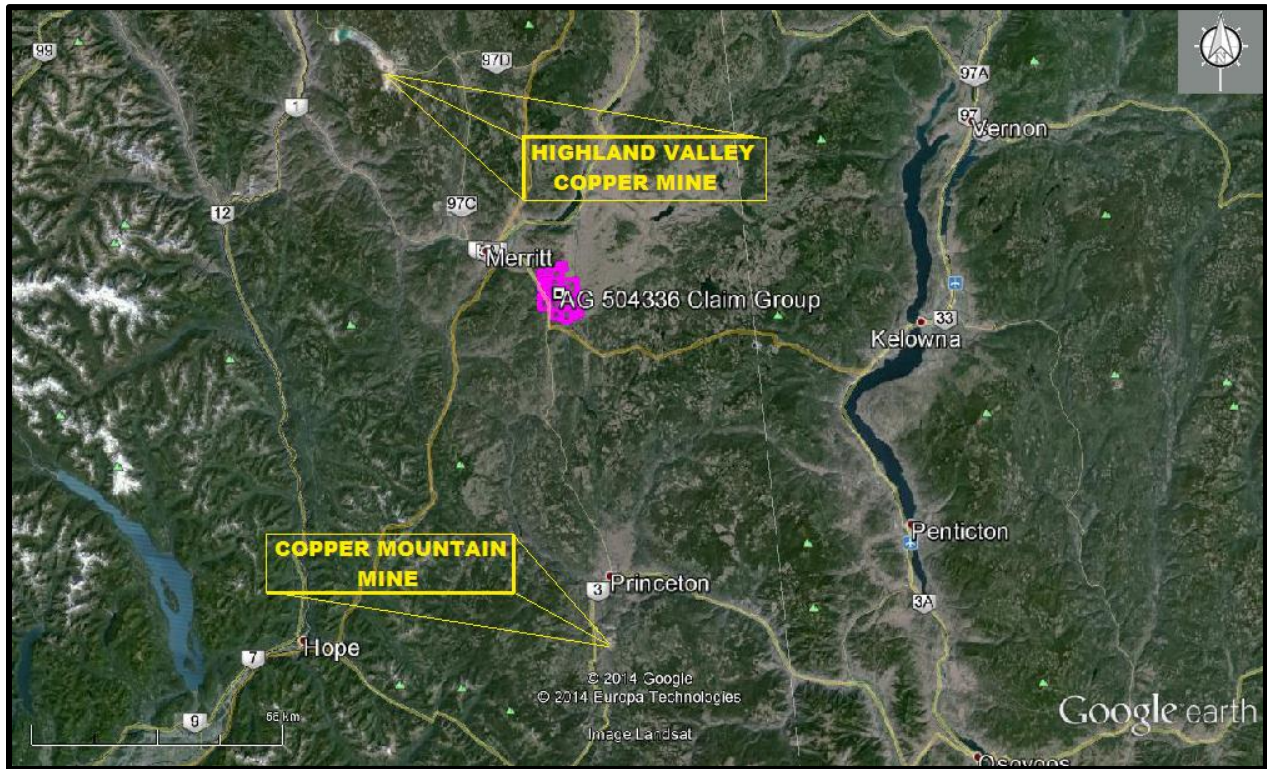 99
97D
97A
1
97
Vernon
HIGHLAND VALLEY
COPPER MINE
97C
12
Merritt
AG 504336 Claim Group
33
Kelowna
COPPER MOUNTAIN
MINE
Penticton
3
Princeton
3A
Hope
7
© 2014 Google
© 2014 Europa Technologies
9
km
Image Landsat
Google earth
Osoyoos
N